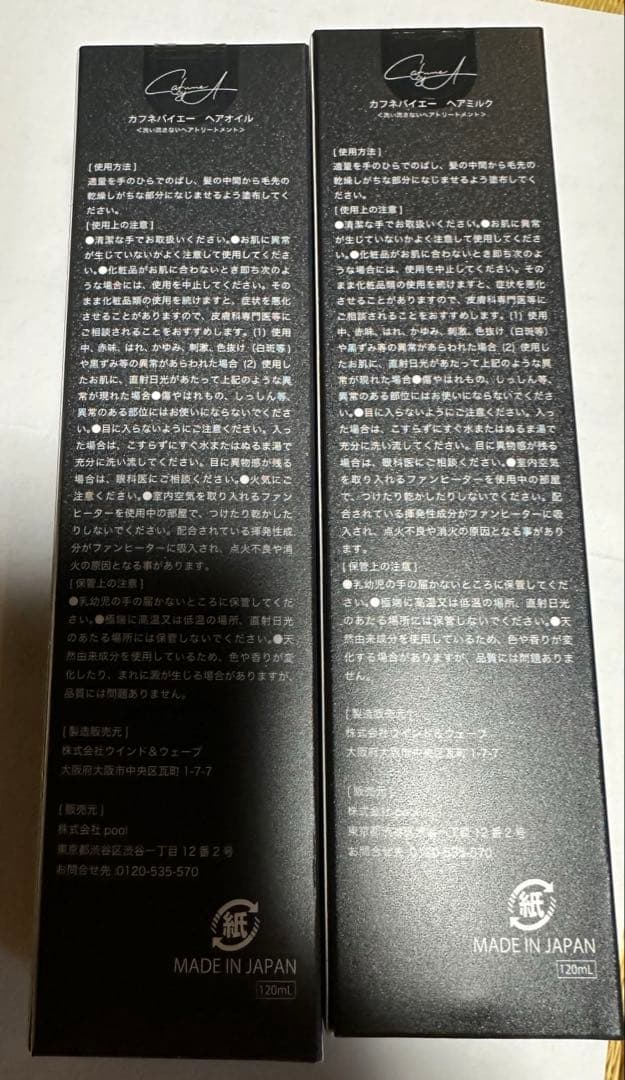 Cafune by A
カフネバイエー　ヘアオイル
<洗い流さないヘアトリートメント>
[使用方法]
適量を手のひらでのばし、髪の中間から毛先の
乾燥しがちな部分になじませるよう塗布してく
ださい。
[使用上の注意]
●清潔な手でお取扱いください。●お肌に異常
が生じていないかよく注意して使用してくださ
い。●化粧品がお肌に合わないとき即ち次のよ
うな場合には、使用を中止してください。その
まま化粧品類の使用を続けますと、症状を悪化
させることがありますので、皮膚科専門医等に
ご相談されることをおすすめします。(1) 使用
中、赤味、はれ、かゆみ、刺激、色抜け（白斑等）
や黒ずみ等の異常があらわれた場合 (2) 使用し
たお肌に、直射日光があたって上記のような異
常が現れた場合●傷やはれもの、しっしん等、
異常のある部位にはお使いにならないでくださ
い。●目に入らないようにご注意ください。入っ
た場合は、こすらずにすぐ水またはぬるま湯で
充分に洗い流してください。目に異物感が残る
場合は、眼科医にご相談ください。●火気にご
注意ください。●室内空気を取り入れるファン
ヒーターを使用中の部屋で、つけたり乾かした
りしないでください。配合されている揮発性成
分がファンヒーターに吸入され、点火不良や消
火の原因となる事があります。
[保管上の注意]
●乳幼児の手の届かないところに保管してくだ
さい。●極端に高温又は低温の場所、直射日光
のあたる場所には保管しないでください。●天
然由来成分を使用しているため、色や香りが変
化したり、まれに澱が生じる場合がありますが、
品質には問題ありません。
[製造販売元]
株式会社ウインド＆ウェーブ
大阪府大阪市中央区瓦町 1-7-7
[販売元]
株式会社 pool
東京都渋谷区渋谷一丁目 12 番 2 号
お問合せ先 :0120-535-570
紙
MADE IN JAPAN
120mL
Cafune by A
カフネバイエー　ヘアミルク
<洗い流さないヘアトリートメント>
[使用方法]
適量を手のひらでのばし、髪の中間から毛先の
乾燥しがちな部分になじませるよう塗布してく
ださい。
[使用上の注意]
●清潔な手でお取扱いください。●お肌に異常
が生じていないかよく注意して使用してくださ
い。●化粧品がお肌に合わないとき即ち次のよ
うな場合には、使用を中止してください。その
まま化粧品類の使用を続けますと、症状を悪化
させることがありますので、皮膚科専門医等に
ご相談されることをおすすめします。(1) 使用
中、赤味、はれ、かゆみ、刺激、色抜け（白斑等）
や黒ずみ等の異常があらわれた場合 (2) 使用し
たお肌に、直射日光があたって上記のような異
常が現れた場合●傷やはれもの、しっしん等、
異常のある部位にはお使いにならないでくださ
い。●目に入らないようにご注意ください。入っ
た場合は、こすらずにすぐ水またはぬるま湯で
充分に洗い流してください。目に異物感が残る
場合は、眼科医にご相談ください。●室内空気
を取り入れるファンヒーターを使用中の部屋
で、つけたり乾かしたりしないでください。配
合されている揮発性成分がファンヒーターに吸
入され、点火不良や消火の原因となる事があり
ます。
[保管上の注意]
●乳幼児の手の届かないところに保管してくだ
さい。●極端に高温又は低温の場所、直射日光
のあたる場所には保管しないでください。●天
然由来成分を使用しているため、色や香りが変
化する場合がありますが、品質には問題ありま
せん。
[製造販売元]
株式会社ウインド＆ウェーブ
大阪府大阪市中央区瓦町 1-7-7
[販売元]
株式会社 pool
東京都渋谷区渋谷一丁目 12 番 2 号
お問合せ先 :0120-535-570
紙
MADE IN JAPAN
120mL